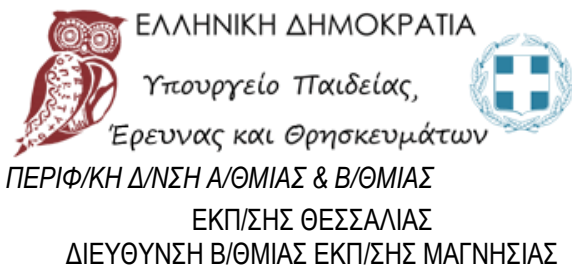 ΕΛΛΗΝΙΚΗ ΔΗΜΟΚΡΑΤΙΑ
Υπουργείο Παιδείας,
Έρευνας και Θρησκευμάτων
ΠΕΡΙΦ/ΚΗ Δ/ΝΣΗ Α/ΘΜΙΑΣ & Β/ΘΜΙΑΣ
ΕΚΠ/ΣΗΣ ΘΕΣΣΑΛΙΑΣ
ΔΙΕΥΘΥΝΣΗ Β/ΘΜΙΑΣ ΕΚΠ/ΣΗΣ ΜΑΓΝΗΣΙΑΣ